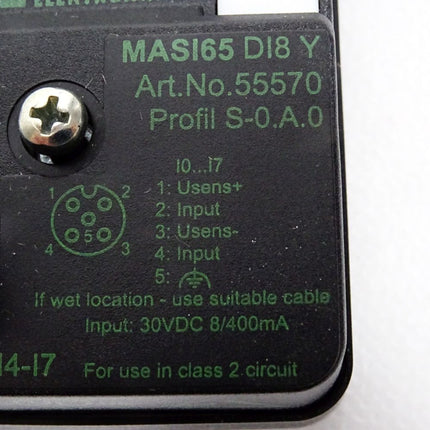 MASI65 DI8 Y
Art.No.55570
Profil S-0.A.0
I0...I7
1 2
5
4 3
1: Usens+
2: Input
3: Usens-
4: Input
5:
If wet location - use suitable cable
Input: 30VDC 8/400mA
I4-I7 For use in class 2 circuit